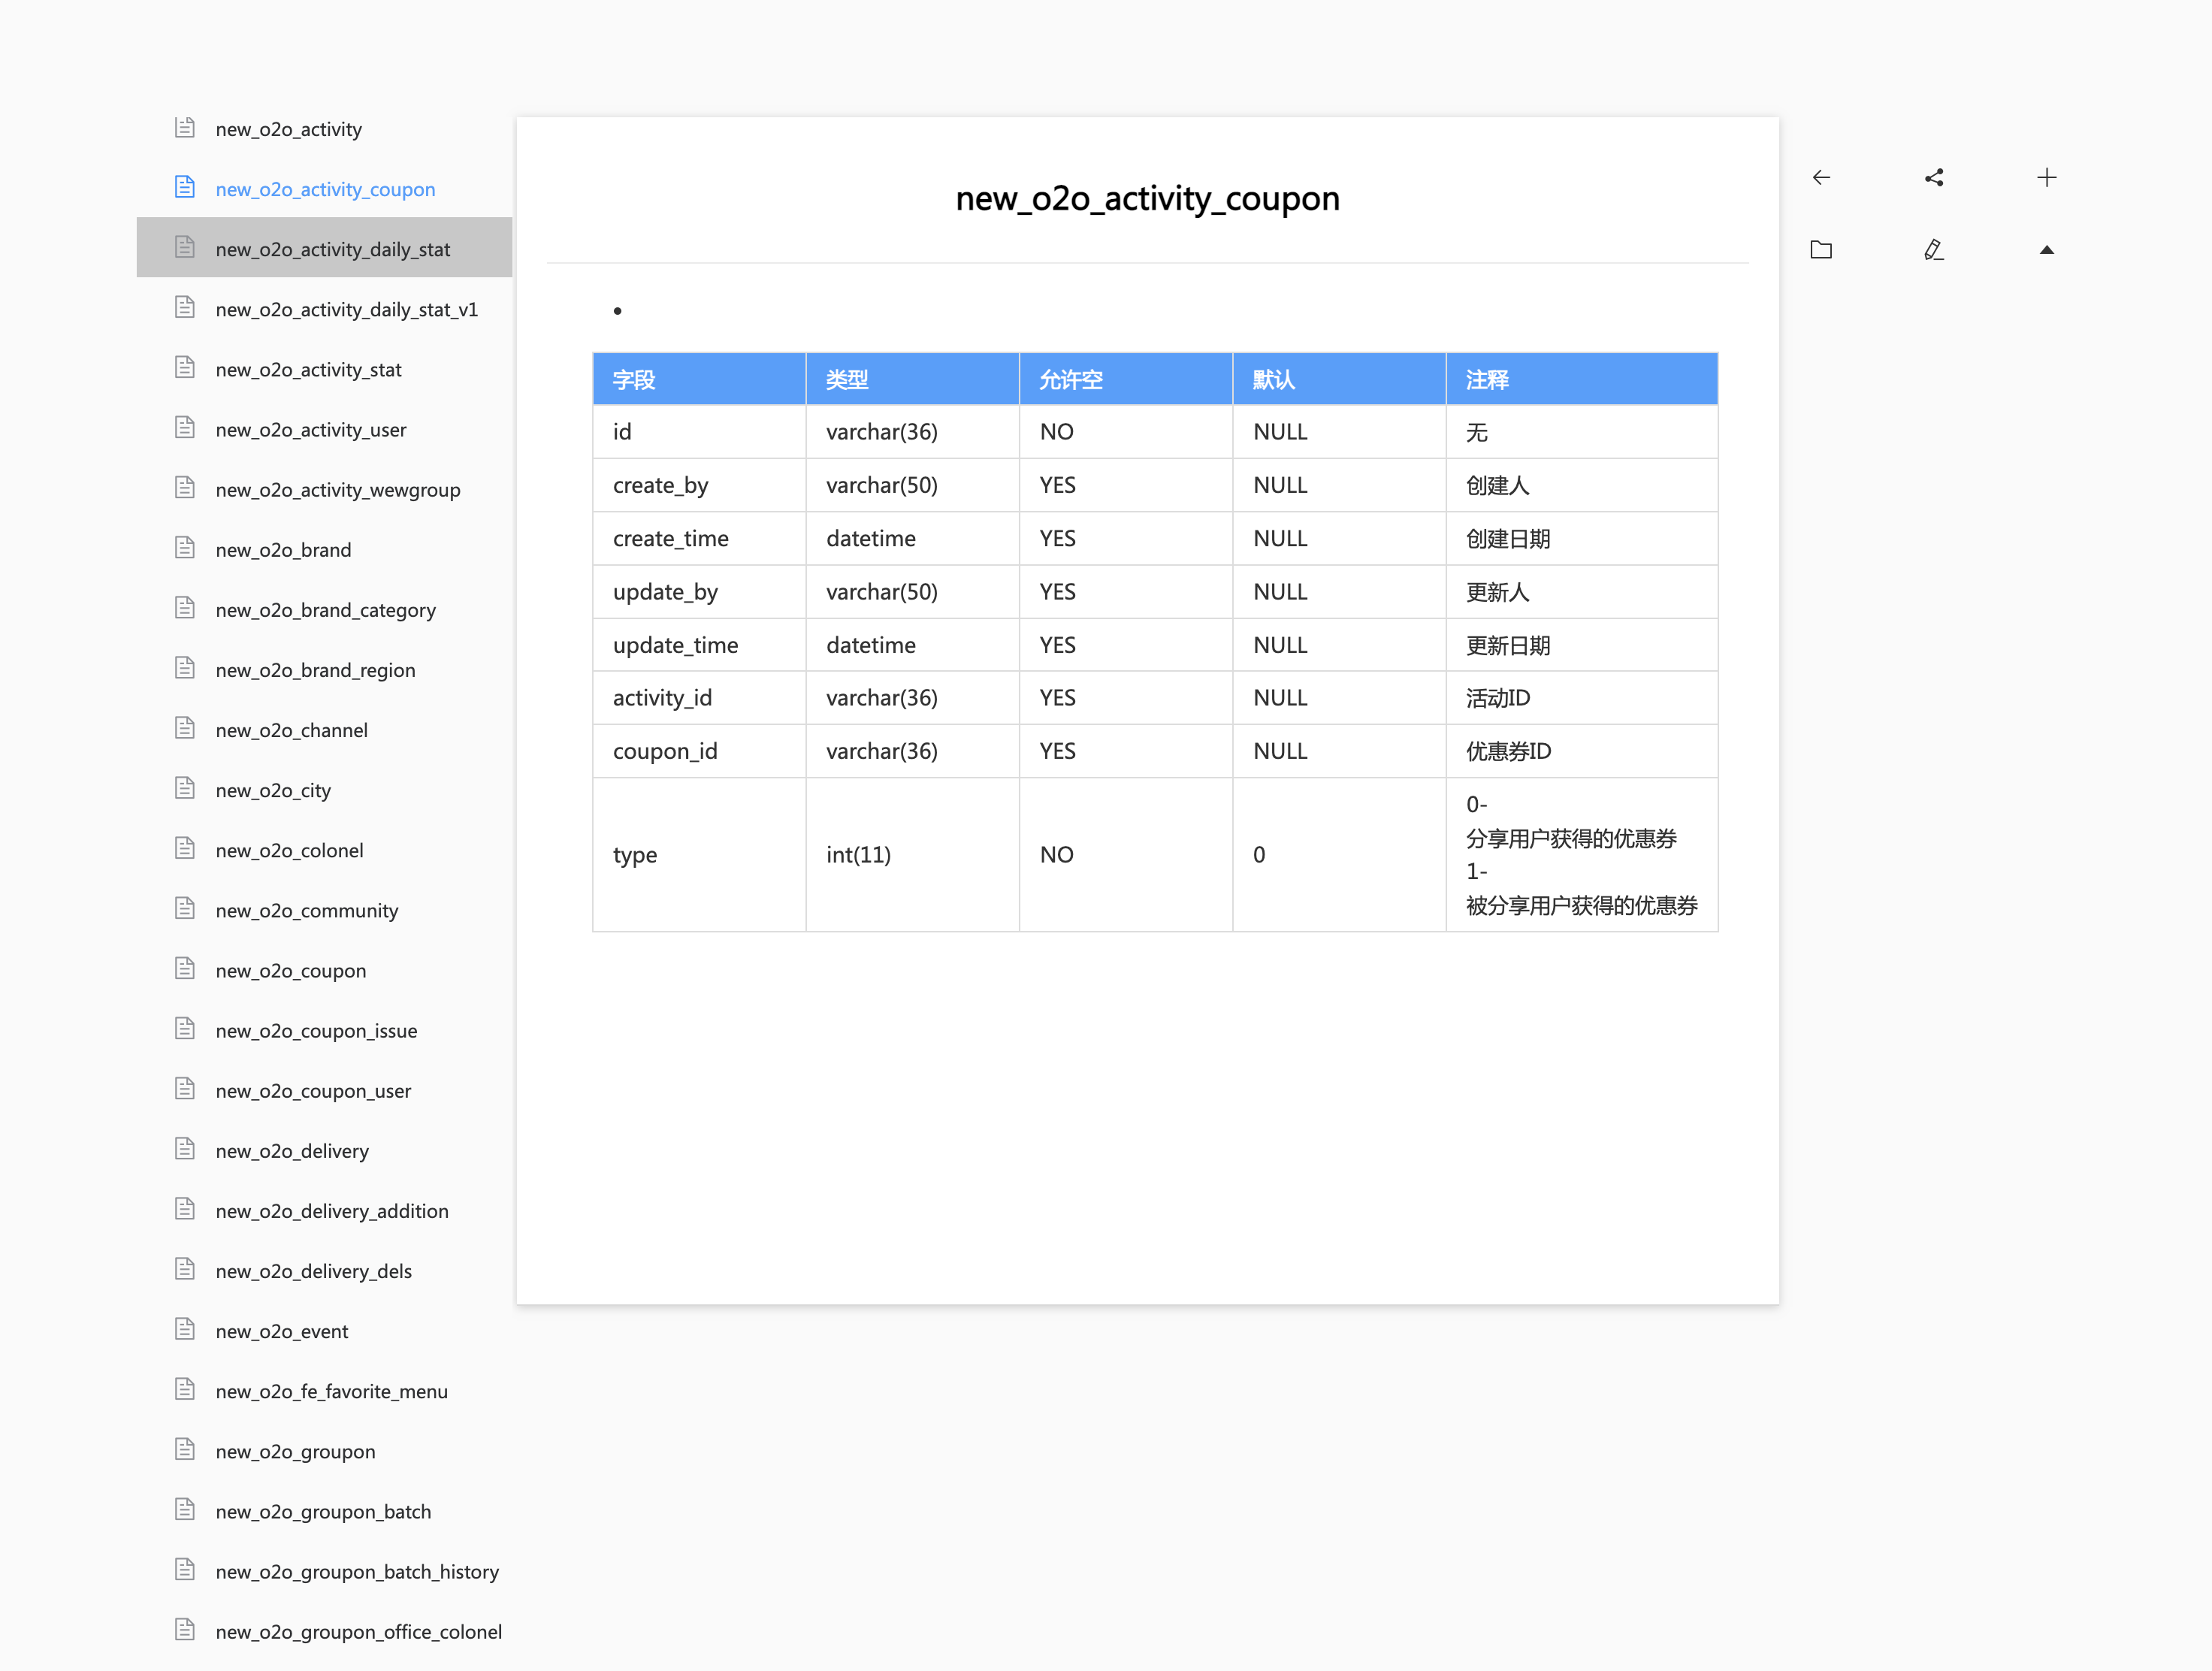 new_o2o_activity
new_o2o_activity_coupon
new_o2o_activity_daily_stat
new_o2o_activity_daily_stat_v1
new_o2o_activity_stat
new_o2o_activity_user
new_o2o_activity_wewgroup
new_o2o_brand
new_o2o_brand_category
new_o2o_brand_region
new_o2o_channel
new_o2o_city
new_o2o_colonel
new_o2o_community
new_o2o_coupon
new_o2o_coupon_issue
new_o2o_coupon_user
new_o2o_delivery
new_o2o_delivery_addition
new_o2o_delivery_dels
new_o2o_event
new_o2o_fe_favorite_menu
new_o2o_groupon
new_o2o_groupon_batch
new_o2o_groupon_batch_history
new_o2o_groupon_office_colonel
new_o2o_activity_coupon
字段 类型 允许空 默认 注释
id varchar(36) NO NULL 无
create_by varchar(50) YES NULL 创建人
create_time datetime YES NULL 创建日期
update_by varchar(50) YES NULL 更新人
update_time datetime YES NULL 更新日期
activity_id varchar(36) YES NULL 活动ID
coupon_id varchar(36) YES NULL 优惠券ID
type int(11) NO 0 0-
分享用户获得的优惠券
1-
被分享用户获得的优惠券